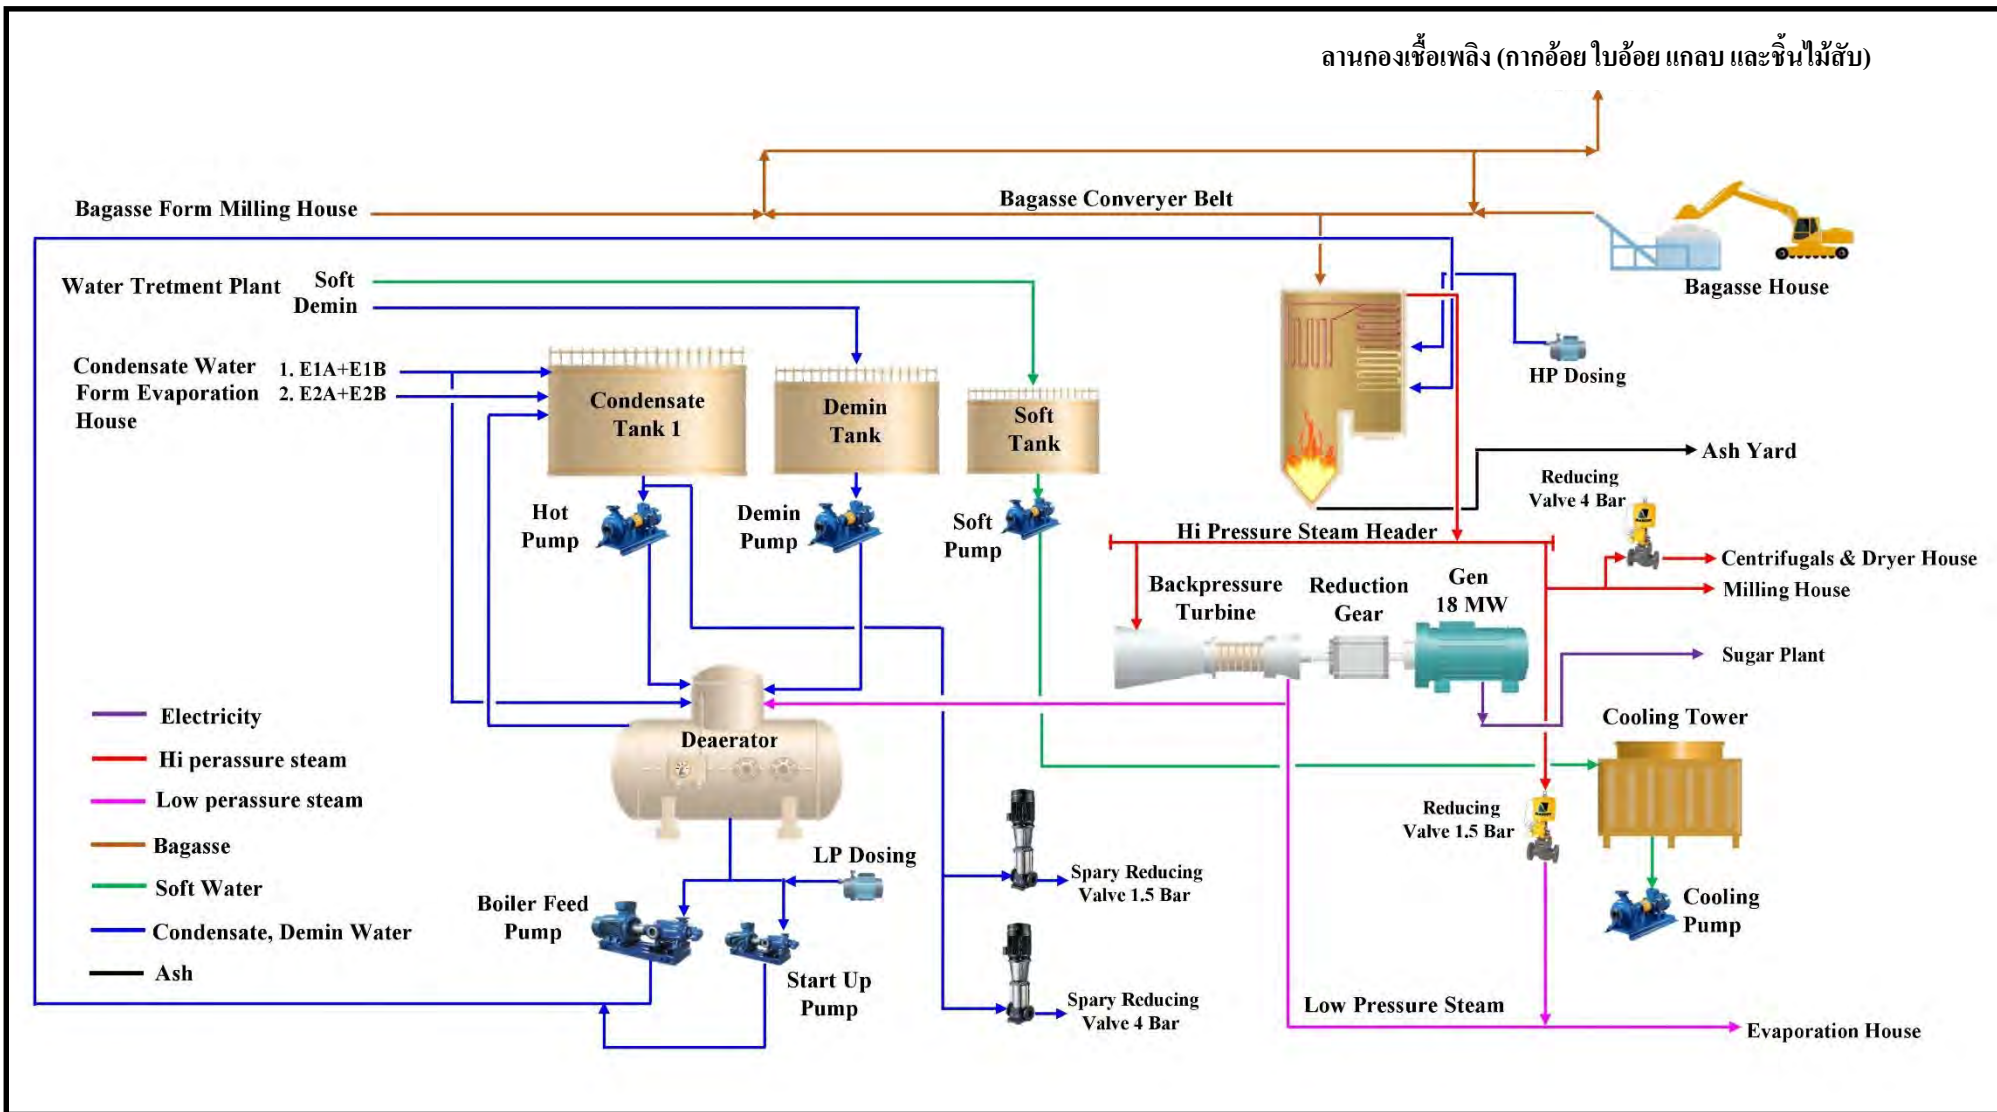 ลานกองเชื้อเพลิง (กากอ้อย ใบอ้อย แกลบ และชิ้นไม้สับ)
Bagasse Form Milling House
Bagasse Converyer Belt
Bagasse House
Water Tretment Plant
Soft
Demin
Condensate Water
Form Evaporation
House
1. E1A+E1B
2. E2A+E2B
Condensate
Tank 1
Demin
Tank
Soft
Tank
HP Dosing
Ash Yard
Hot
Pump
Demin
Pump
Soft
Pump
Reducing
Valve 4 Bar
Hi Pressure Steam Header
Centrifugals & Dryer House
Milling House
Backpressure
Turbine
Reduction
Gear
Gen
18 MW
Sugar Plant
Cooling Tower
Deaerator
Electricity
Hi perassure steam
Low perassure steam
Bagasse
Soft Water
Condensate, Demin Water
Ash
LP Dosing
Boiler Feed
Pump
Start Up
Pump
Spary Reducing
Valve 1.5 Bar
Spary Reducing
Valve 4 Bar
Reducing
Valve 1.5 Bar
Cooling
Pump
Low Pressure Steam
Evaporation House